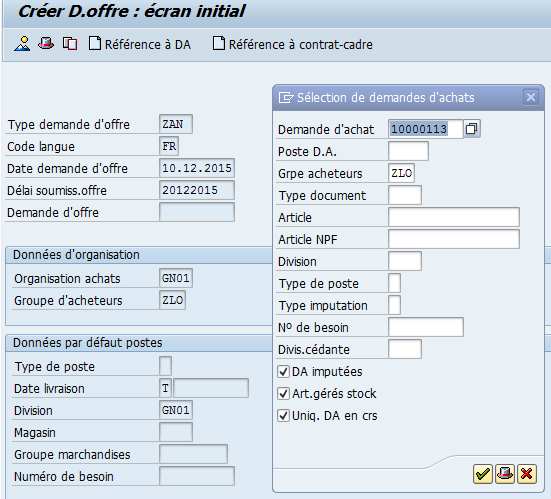 Créer D.offre : écran initial
Référence à DA Référence à contrat-cadre
Type demande d'offre ZAN
Code langue FR
Date demande d'offre 10.12.2015
Délai soumiss.offre 20122015
Demande d'offre
Données d'organisation
Organisation achats GN01
Groupe d'acheteurs ZLO
Données par défaut postes
Type de poste
Date livraison T
Division GN01
Magasin
Groupe marchandises
Numéro de besoin
Sélection de demandes d'achats
Demande d'achat 10000113
Poste D.A.
Grpe acheteurs ZLO
Type document
Article
Article NPF
Division
Type de poste
Type imputation
Nº de besoin
Divis.cédante
DA imputées
Art.gérés stock
Uniq. DA en crs